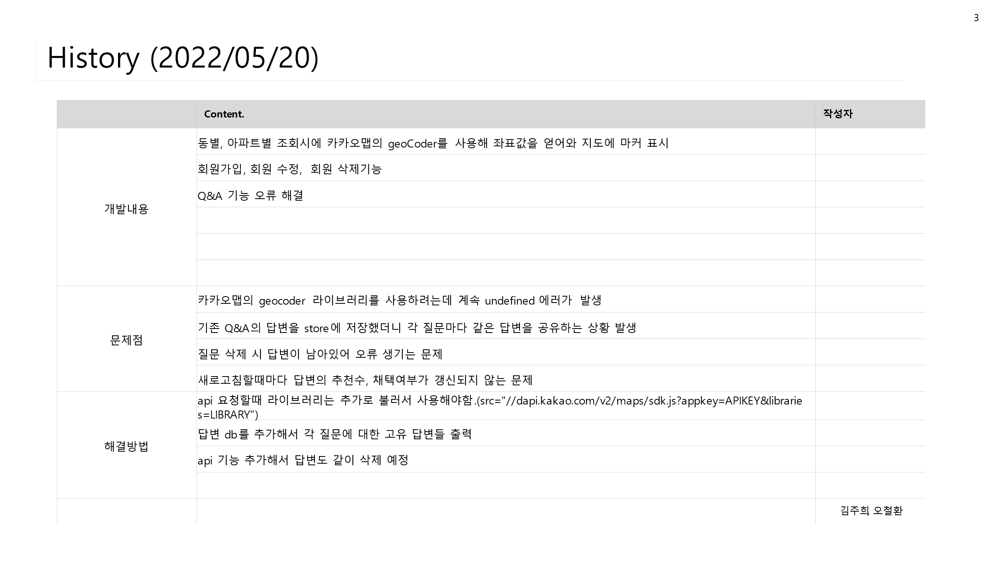 3
History (2022/05/20)
Content.
작성자
개발내용
동별, 아파트별 조회시에 카카오맵의 geoCoder를 사용해 좌표값을 얻어와 지도에 마커 표시
회원가입, 회원 수정, 회원 삭제기능
Q&A 기능 오류 해결
문제점
카카오맵의 geocoder 라이브러리를 사용하려는데 계속 undefined 에러가 발생
기존 Q&A의 답변을 store에 저장했더니 각 질문마다 같은 답변을 공유하는 상황 발생
질문 삭제 시 답변이 남아있어 오류 생기는 문제
새로고침할때마다 답변의 추천수, 채택여부가 갱신되지 않는 문제
해결방법
api 요청할때 라이브러리는 추가로 불러서 사용해야함.(src="//dapi.kakao.com/v2/maps/sdk.js?appkey=APIKEY&librarie
s=LIBRARY")
답변 db를 추가해서 각 질문에 대한 고유 답변들 출력
api 기능 추가해서 답변도 같이 삭제 예정
김주희, 오철환